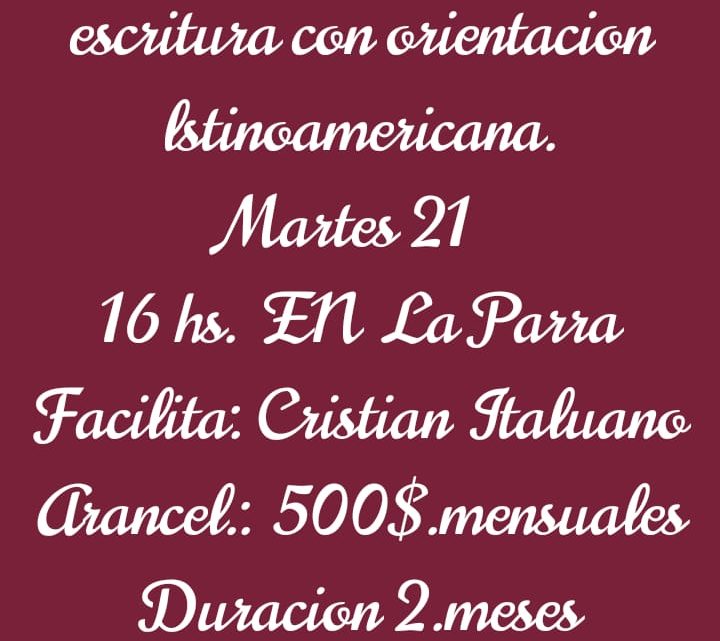 escritura con orientacion
lstinoamericana.
Martes 21
16 hs. EN La Parra
Facilita: Cristian Italuano
Arancel.: 500$.mensuales
Duracion 2.meses